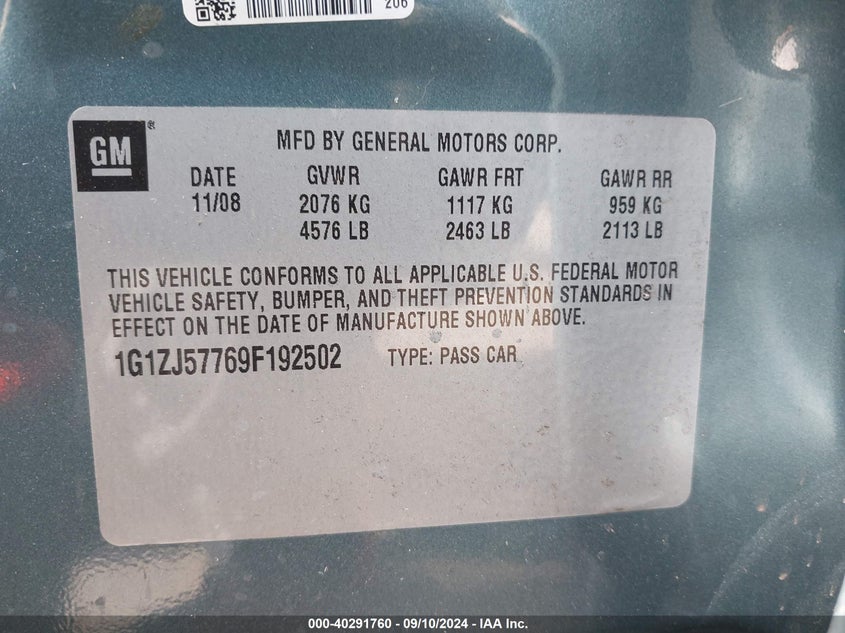 206
GM
MFD BY GENERAL MOTORS CORP.
DATE GVWR GAWR FRT GAWR RR
11/08 2076 KG 1117 KG 959 KG
4576 LB 2463 LB 2113 LB
THIS VEHICLE CONFORMS TO ALL APPLICABLE U.S. FEDERAL MOTOR
VEHICLE SAFETY, BUMPER, AND THEFT PREVENTION STANDARDS IN
EFFECT ON THE DATE OF MANUFACTURE SHOWN ABOVE.
1G1ZJ57769F192502 TYPE: PASS CAR
000-40291760 - 09/10/2024 - IAA Inc.